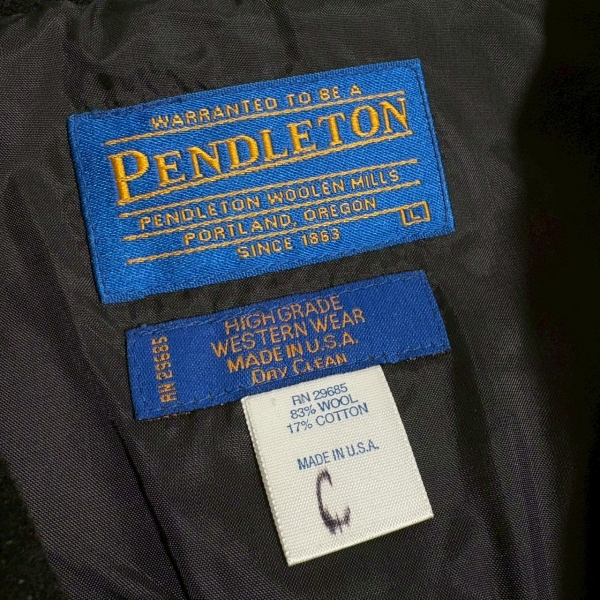 WARRANTED TO BE A
PENDLETON
PENDLETON WOOLEN MILLS
PORTLAND, OREGON
L
SINCE 1863
RN 29685
HIGH GRADE
WESTERN WEAR
MADE IN U.S.A.
DRY CLEAN
RN 29685
83% WOOL
17% COTTON
MADE IN U.S.A.
C